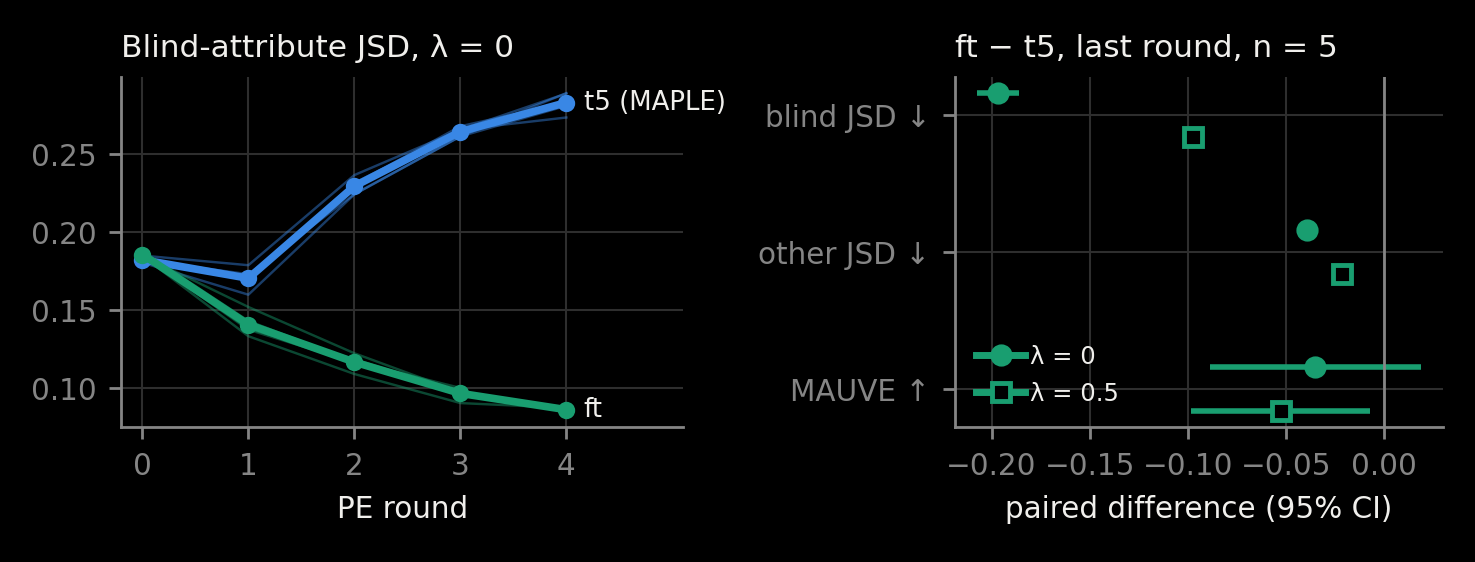 Blind-attribute JSD, λ = 0
0.25
0.20
0.15
0.10
t5 (MAPLE)
ft
0 1 2 3 4
PE round
ft − t5, last round, n = 5
blind JSD ↓
other JSD ↓
MAUVE ↑
λ = 0
λ = 0.5
−0.20 −0.15 −0.10 −0.05 0.00
paired difference (95% CI)